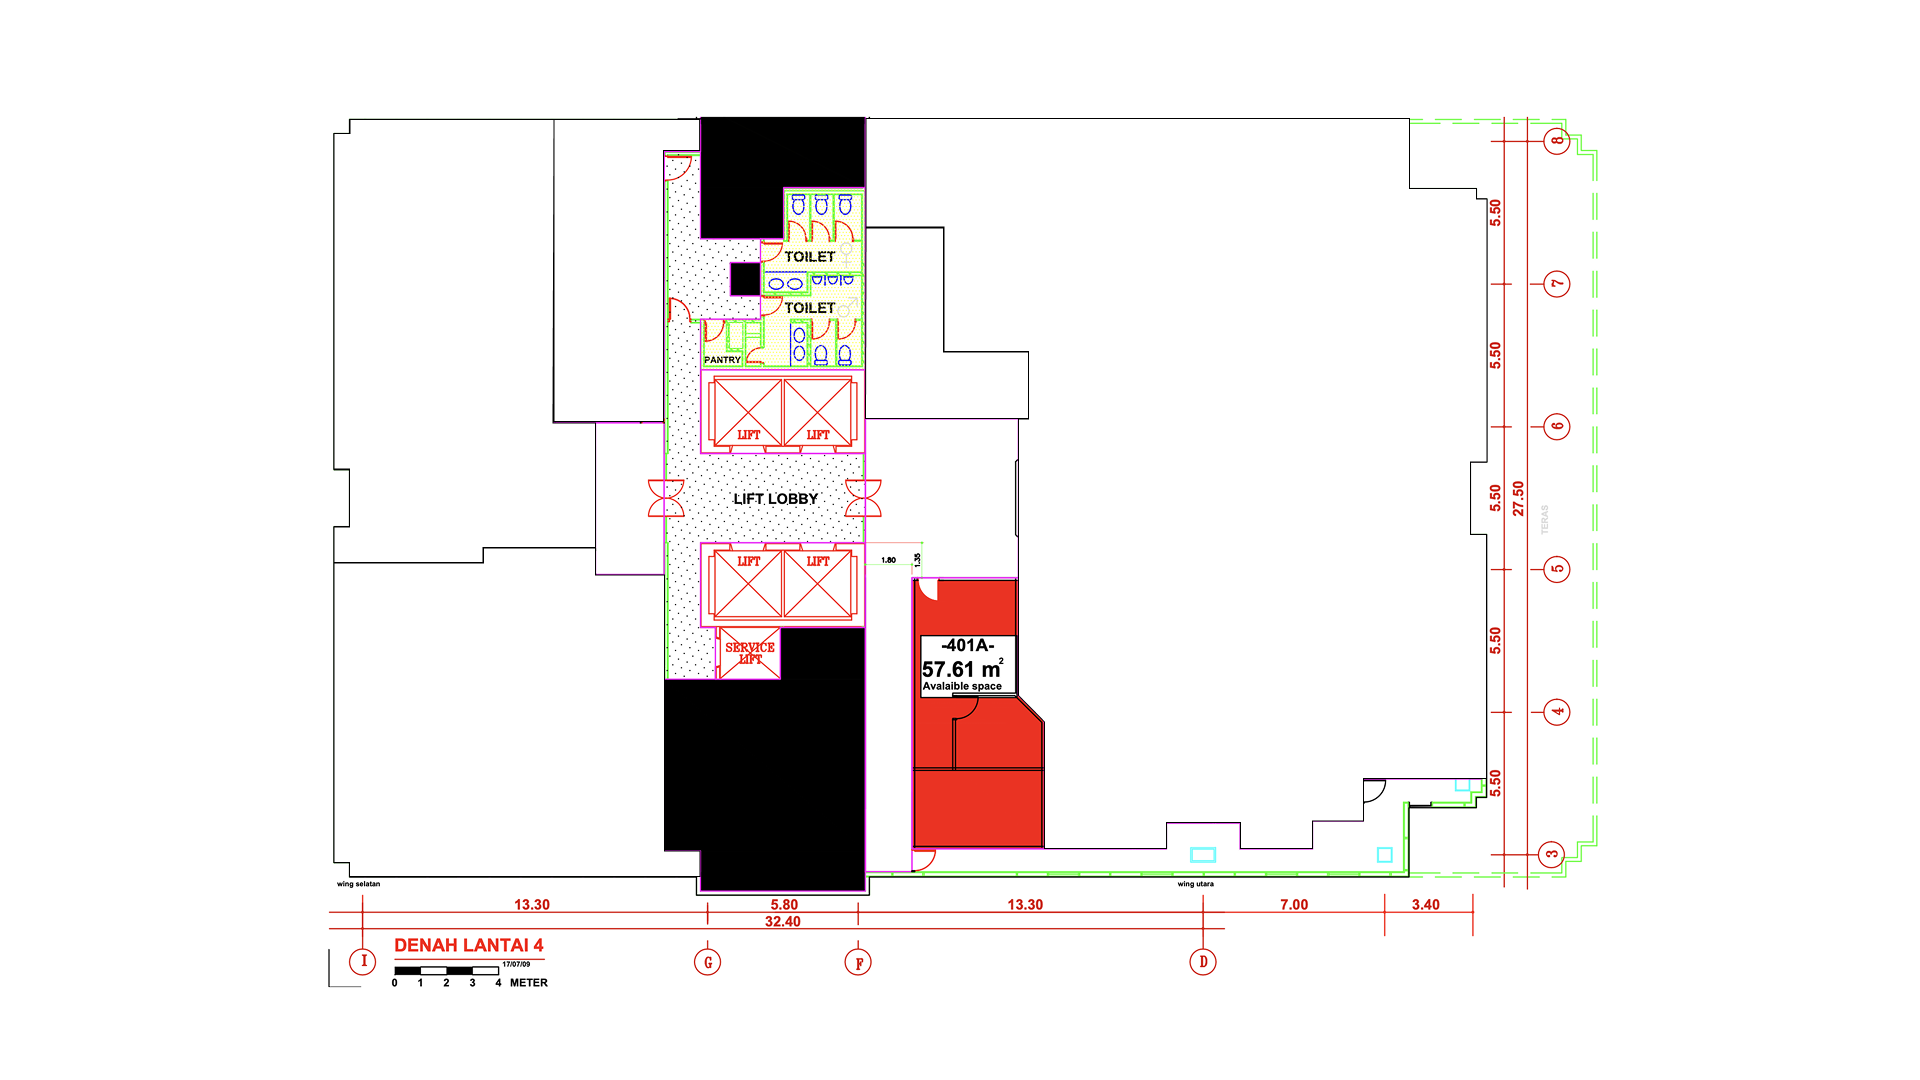 8
5.50
TOILET
7
TOILET
5.50
PANTRY
LIFT
LIFT
6
LIFT LOBBY
5.50
27.50
TERAS
1.80
1.35
LIFT
LIFT
5
SERVICE
LIFT
5.50
-401A-
57.61 m²
Avalaible space
4
5.50
3
wing selatan
wing utara
13.30
5.80
13.30
7.00
3.40
32.40
DENAH LANTAI 4
17/07/09
I
G
F
D
0 1 2 3 4 METER